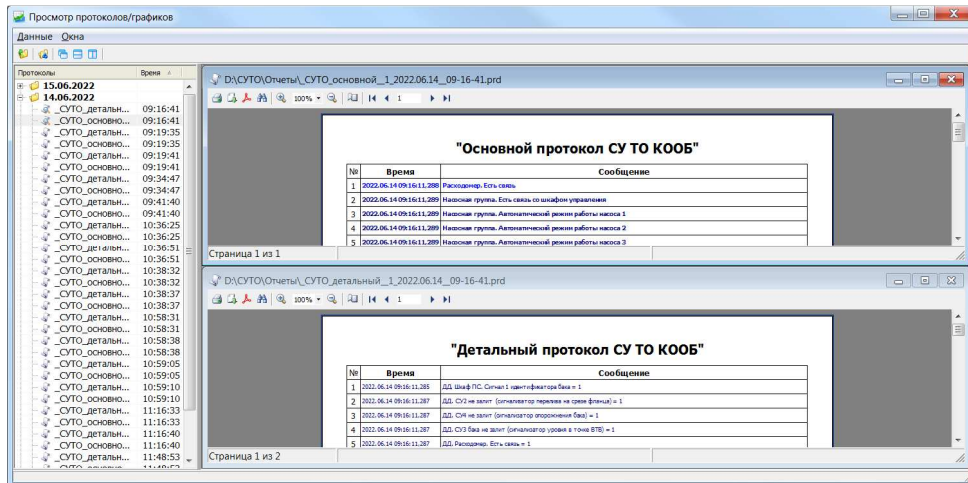 Просмотр протоколов/графиков
Данные Окна
Протоколы Время
15.06.2022
14.06.2022
_СУТО_детальн... 09:16:41
_СУТО_основно... 09:16:41
_СУТО_детальн... 09:19:35
_СУТО_основно... 09:19:35
_СУТО_детальн... 09:19:41
_СУТО_основно... 09:19:41
_СУТО_детальн... 09:34:47
_СУТО_основно... 09:34:47
_СУТО_детальн... 09:41:40
_СУТО_основно... 09:41:40
_СУТО_детальн... 10:36:25
_СУТО_основно... 10:36:25
_СУТО_детальн... 10:36:51
_СУТО_основно... 10:36:51
_СУТО_детальн... 10:38:32
_СУТО_основно... 10:38:32
_СУТО_детальн... 10:38:37
_СУТО_основно... 10:38:37
_СУТО_детальн... 10:58:31
_СУТО_основно... 10:58:31
_СУТО_детальн... 10:58:38
_СУТО_основно... 10:58:38
_СУТО_детальн... 10:59:05
_СУТО_основно... 10:59:05
_СУТО_детальн... 10:59:10
_СУТО_основно... 10:59:10
_СУТО_детальн... 11:16:33
_СУТО_основно... 11:16:33
_СУТО_детальн... 11:16:40
_СУТО_основно... 11:16:40
_СУТО_детальн... 11:48:53
D:\СУТО\Отчеты\_СУТО_основной__1_2022.06.14__09-16-41.prd
100% 1
"Основной протокол СУ ТО КООБ"
№ Время Сообщение
1 2022.06.14 09:16:11,288 Расходомер. Есть связь
2 2022.06.14 09:16:11,289 Насосная группа. Есть связь со шкафом управления
3 2022.06.14 09:16:11,289 Насосная группа. Автоматический режим работы насоса 1
4 2022.06.14 09:16:11,289 Насосная группа. Автоматический режим работы насоса 2
5 2022.06.14 09:16:11,289 Насосная группа. Автоматический режим работы насоса 3
Страница 1 из 1
D:\СУТО\Отчеты\_СУТО_детальный__1_2022.06.14__09-16-41.prd
100% 1
"Детальный протокол СУ ТО КООБ"
№ Время Сообщение
1 2022.06.14 09:16:11,285 ДД. Шкаф ПС. Сигнал 1 идентификатора бака = 1
2 2022.06.14 09:16:11,287 ДД. СУ2 не залит (сигнализатор перелива на срезе фланца) = 1
3 2022.06.14 09:16:11,287 ДД. СУ4 не залит (сигнализатор опорожнения бака) = 1
4 2022.06.14 09:16:11,287 ДД. СУ3 бака не залит (сигнализатор уровня в точке ВТВ) = 1
5 2022.06.14 09:16:11,287 ДД. Расходомер. Есть связь = 1
Страница 1 из 2